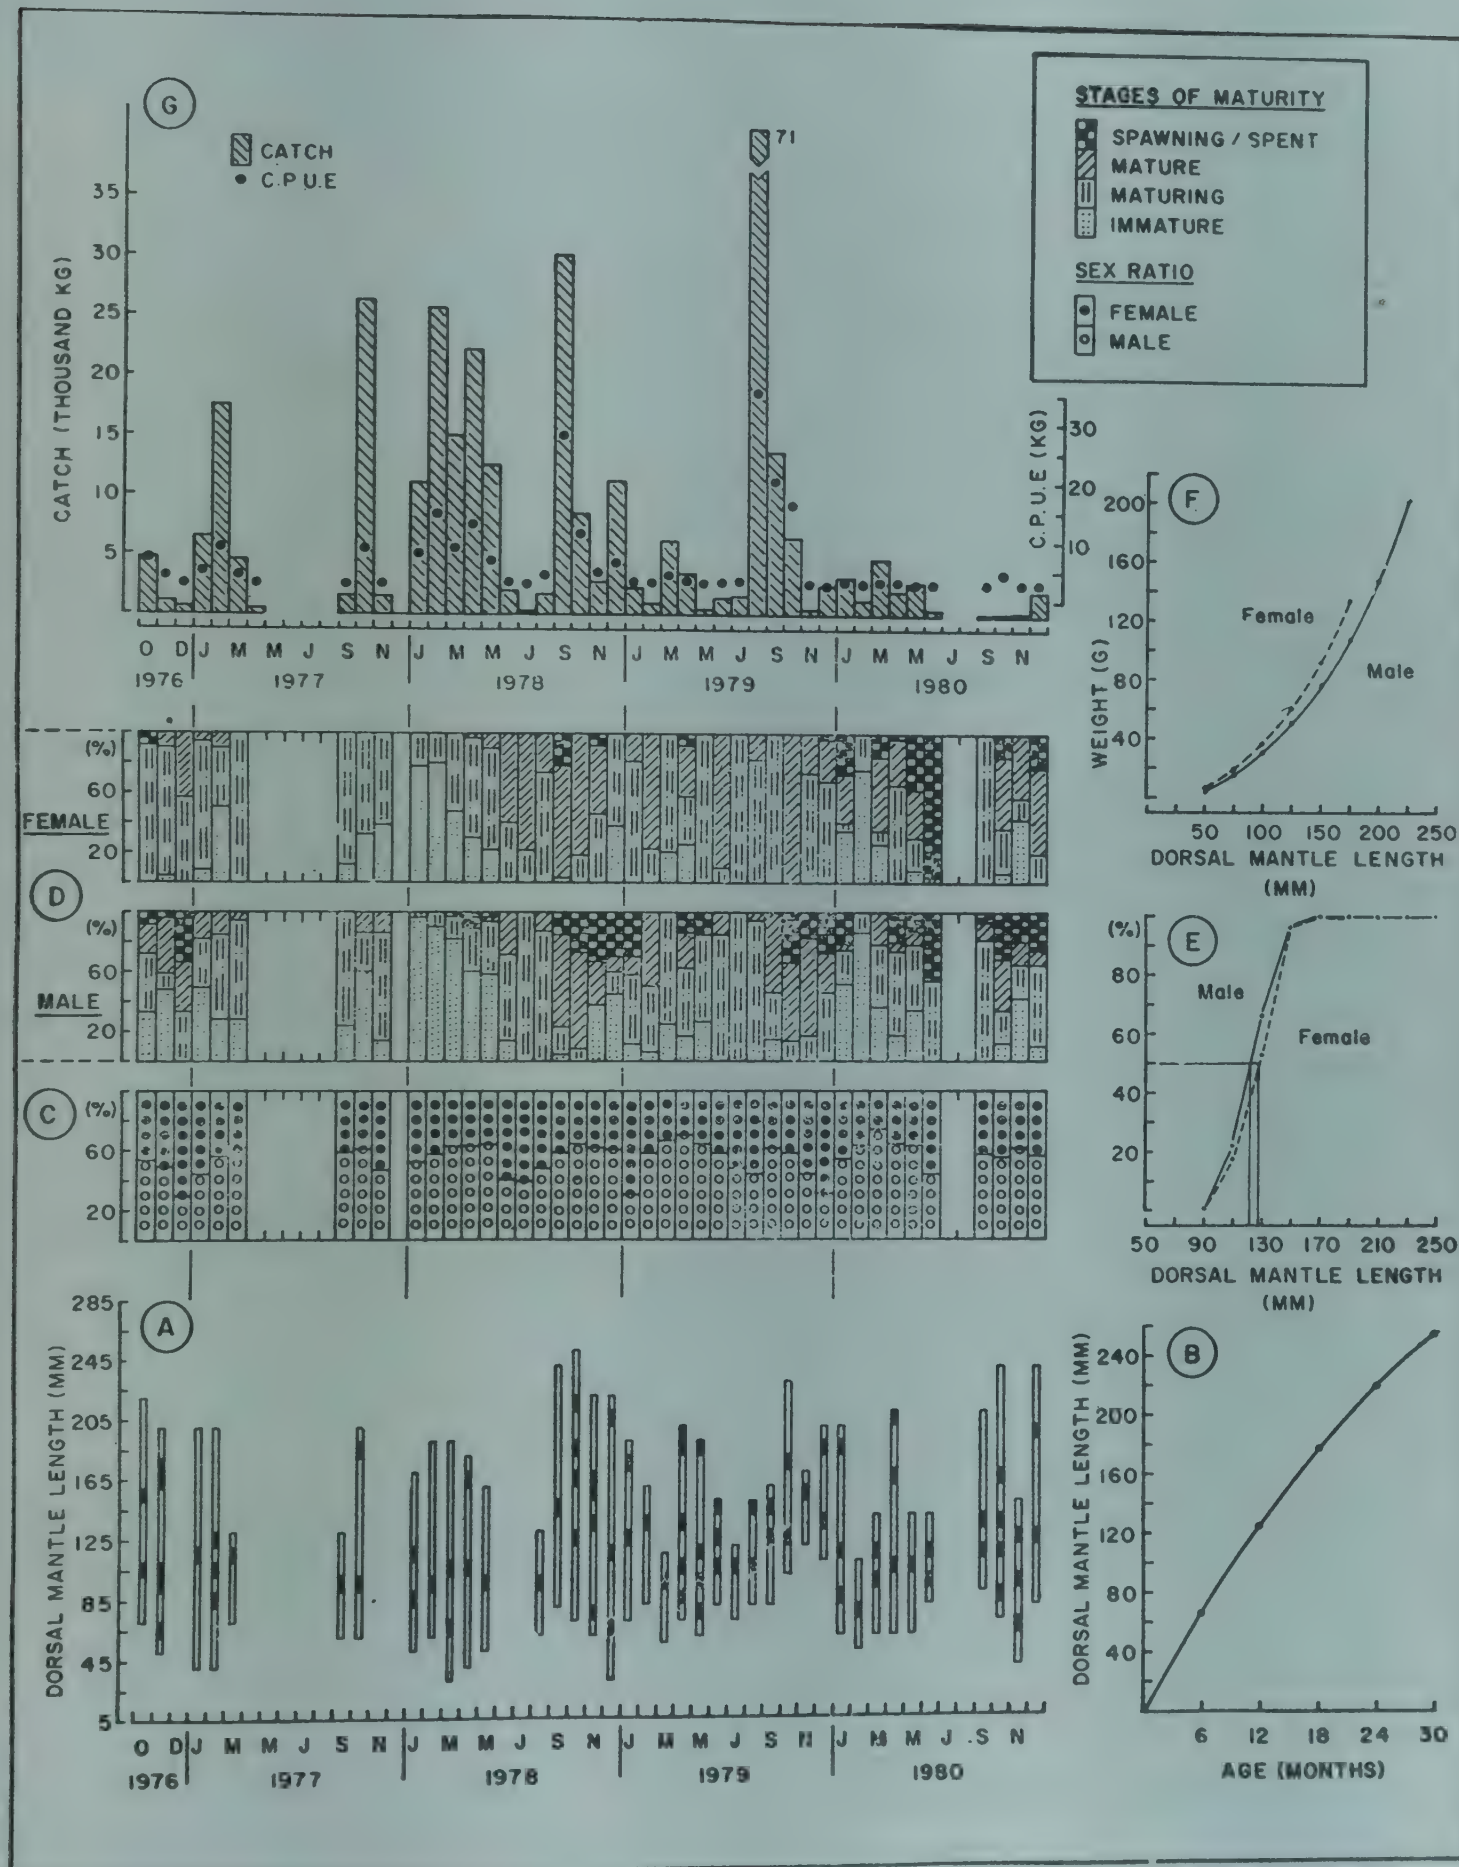 G
CATCH
C.P.U.E
71
35
30
25
20
15
10
5
CATCH (THOUSAND KG)
30
20
10
C.P.U.E (KG)
O D J M M J S N J M M J S N J M M J S N J M M J S N
1976 1977 1978 1979 1980
STAGES OF MATURITY
SPAWNING / SPENT
MATURE
MATURING
IMMATURE
SEX RATIO
FEMALE
MALE
F
200
160
120
80
40
WEIGHT (G)
Female
Male
50 100 150 200 250
DORSAL MANTLE LENGTH
(MM)
D
(%)
60
20
FEMALE
(%)
60
20
MALE
C
(%)
60
20
E
(%)
80
60
40
20
Male
Female
50 90 130 170 210 250
DORSAL MANTLE LENGTH
(MM)
A
285
245
205
165
125
85
45
5
DORSAL MANTLE LENGTH (MM)
O D J M M J S N J M M J S N J M M J S N J M M J S N
1976 1977 1978 1979 1980
B
240
200
160
120
80
40
DORSAL MANTLE LENGTH (MM)
6 12 18 24 30
AGE (MONTHS)